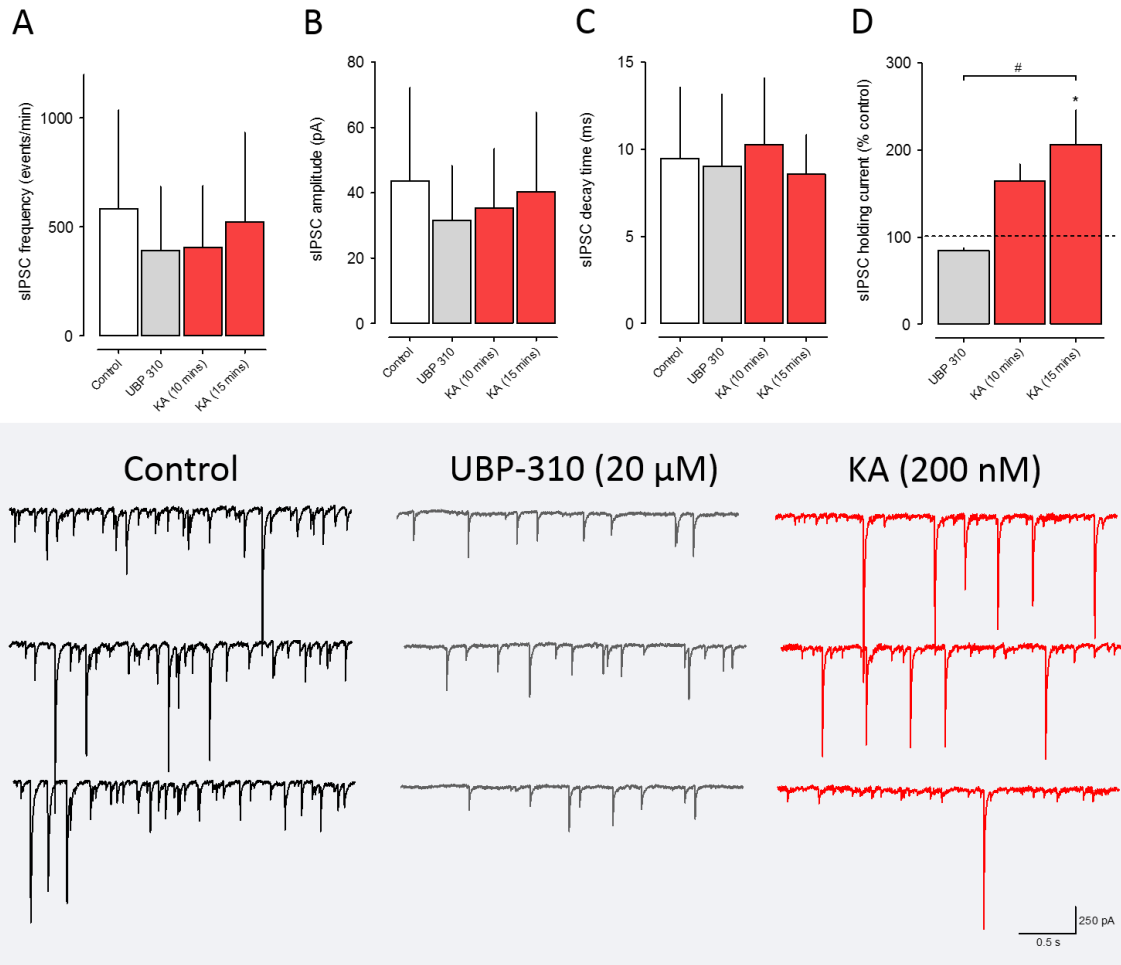 A
B
C
D
sIPSC frequency (events/min)
1000
500
0
Control
UBP 310
KA (10 mins)
KA (15 mins)
sIPSC amplitude (pA)
80
60
40
20
0
Control
UBP 310
KA (10 mins)
KA (15 mins)
sIPSC decay time (ms)
15
10
5
0
Control
UBP 310
KA (10 mins)
KA (15 mins)
sIPSC holding current (% control)
300
200
100
0
#
*
UBP 310
KA (10 mins)
KA (15 mins)
Control
UBP-310 (20 μM)
KA (200 nM)
250 pA
0.5 s